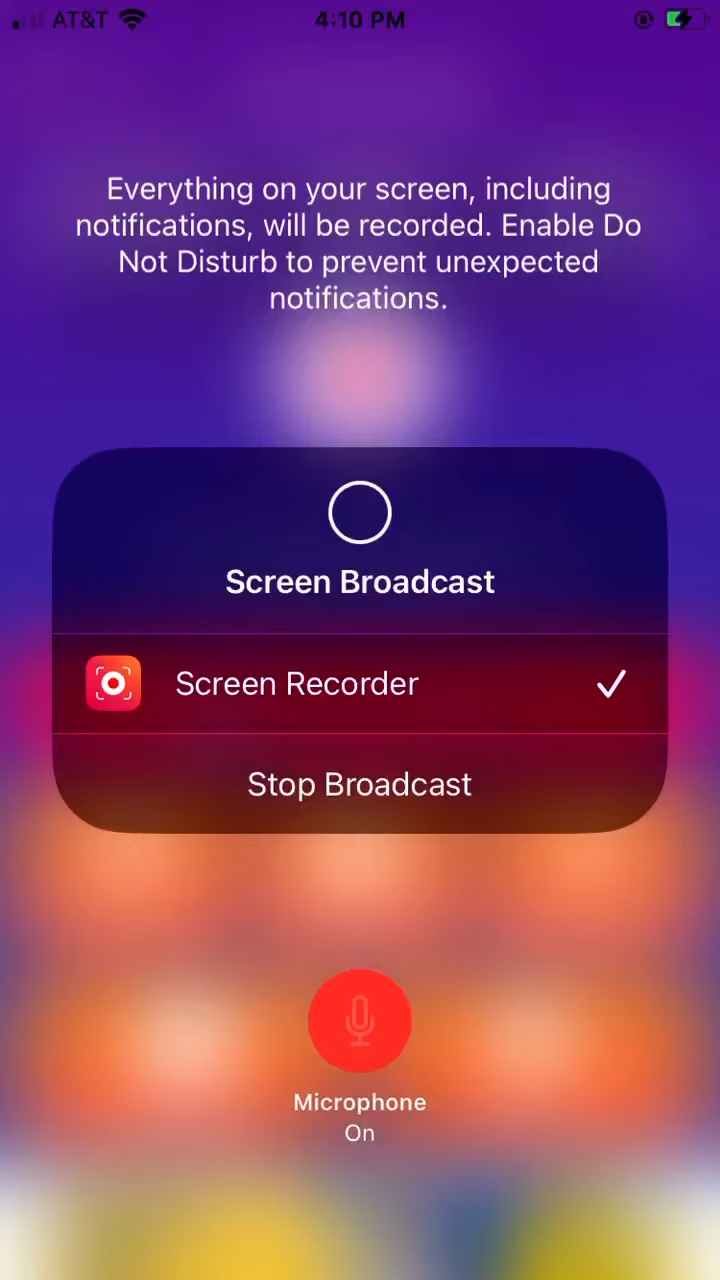 AT&T 4:10 PM
Everything on your screen, including
notifications, will be recorded. Enable Do
Not Disturb to prevent unexpected
notifications.
Screen Broadcast
Screen Recorder
Stop Broadcast
Microphone
On